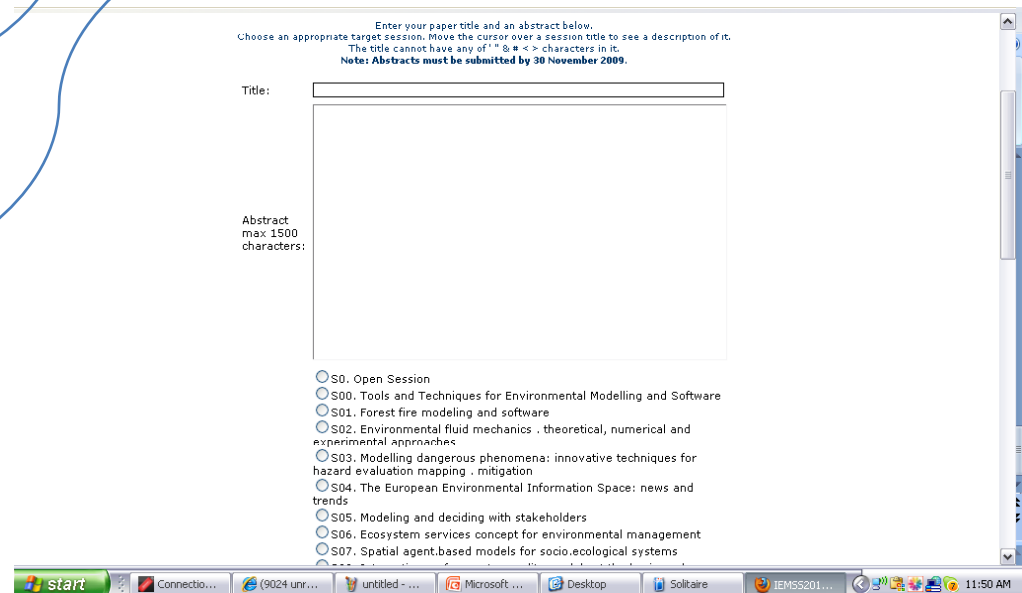 Enter your paper title and an abstract below.
Choose an appropriate target session. Move the cursor over a session title to see a description of it.
The title cannot have any of ' " & # < > characters in it.
Note: Abstracts must be submitted by 30 November 2009.
Title:
Abstract
max 1500
characters:
S0. Open Session
S00. Tools and Techniques for Environmental Modelling and Software
S01. Forest fire modeling and software
S02. Environmental fluid mechanics . theoretical, numerical and
experimental approaches
S03. Modelling dangerous phenomena: innovative techniques for
hazard evaluation mapping . mitigation
S04. The European Environmental Information Space: news and
trends
S05. Modeling and deciding with stakeholders
S06. Ecosystem services concept for environmental management
S07. Spatial agent.based models for socio.ecological systems
start Connectio... (9024 unr... untitled - ... Microsoft ... Desktop Solitaire IEMSS201... 11:50 AM